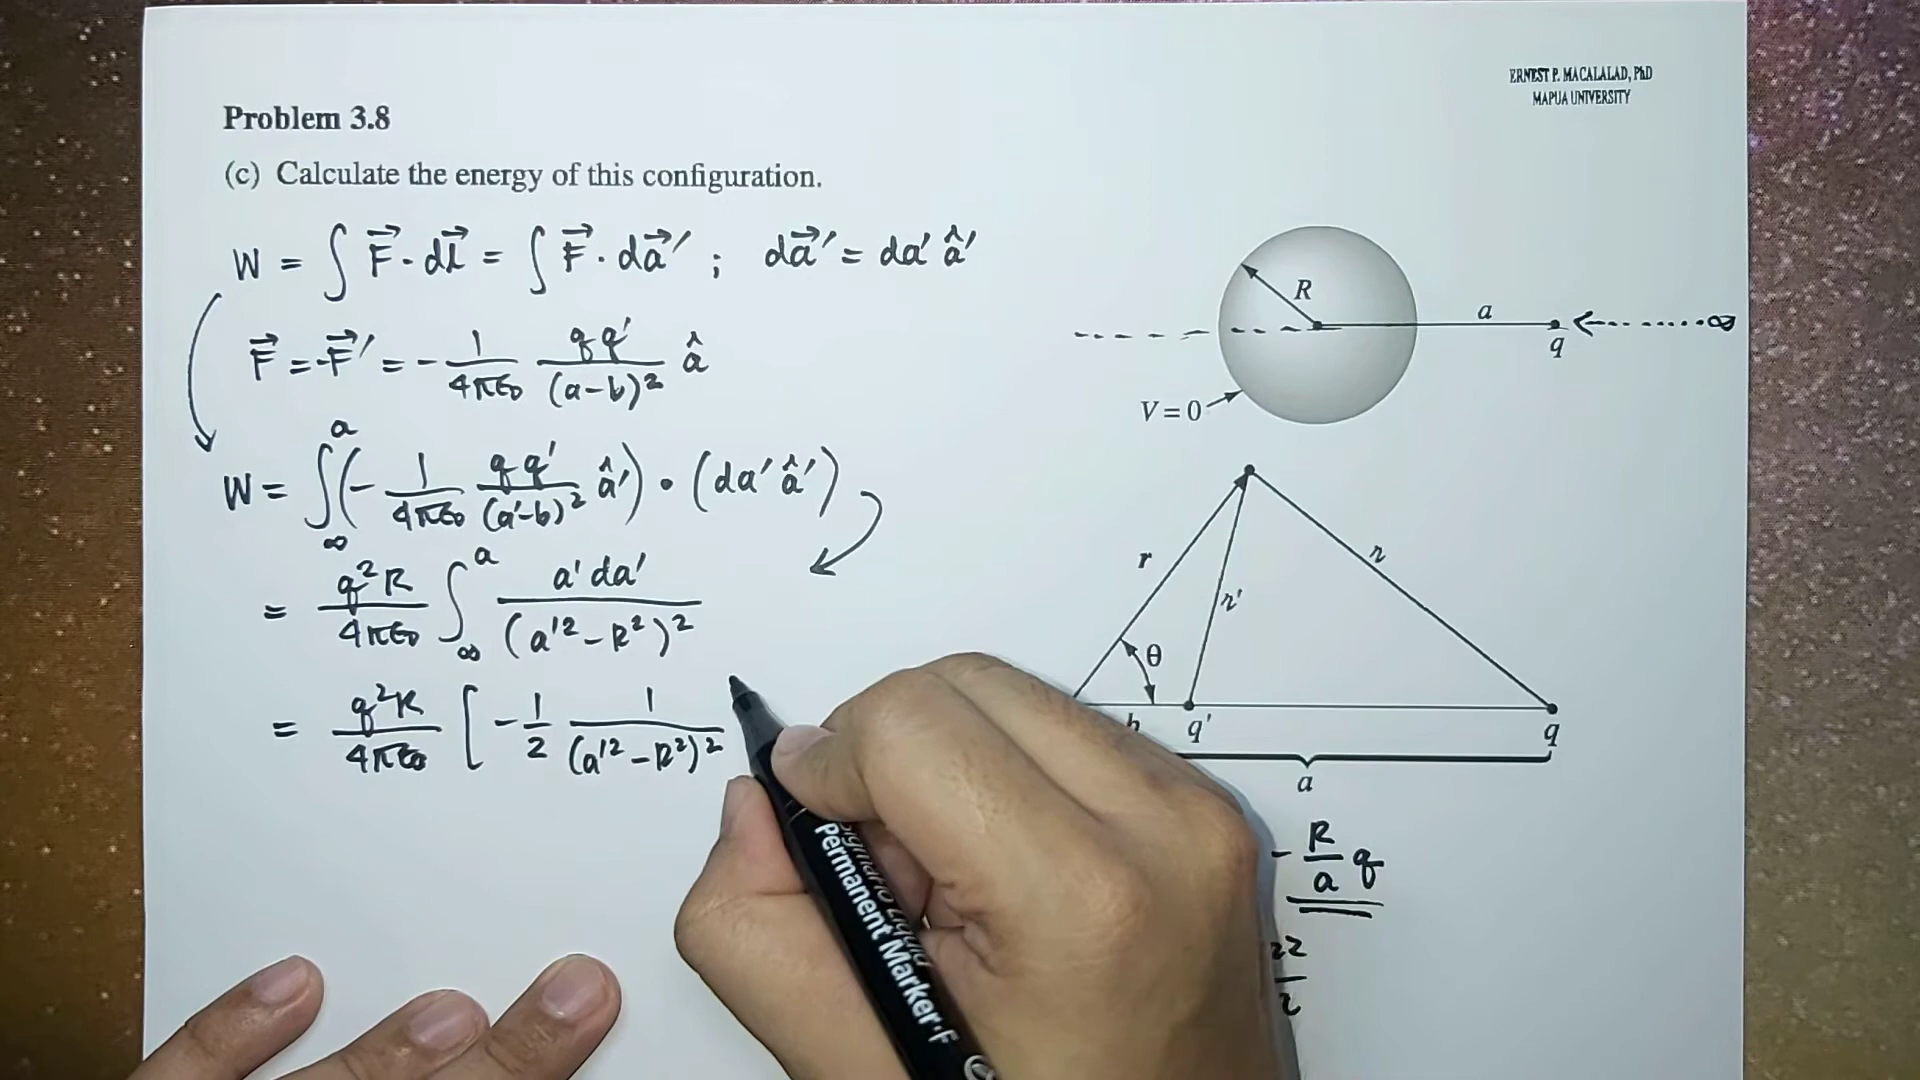 ERNEST P. MACALALAD, PhD
MAPUA UNIVERSITY
Problem 3.8
(c) Calculate the energy of this configuration.
W = ∫ F⃗ · dl⃗ = ∫ F⃗ · da⃗′ ; da⃗′ = da′ â′
F⃗ = -F⃗′ = - 1/4πε₀ qq′/(a-b)² â
W = ∫_∞^a (- 1/4πε₀ qq′/(a′-b)² â′) • (da′ â′)
= q²R/4πε₀ ∫_∞^a a′da′/(a′² - R²)²
= q²R/4πε₀ [ - 1/2 1/(a′² - R²)²
R
a
∞
q
V = 0
r
𝓇
𝓇′
θ
b
q′
q
a
- R/a q
Permanent Marker·F